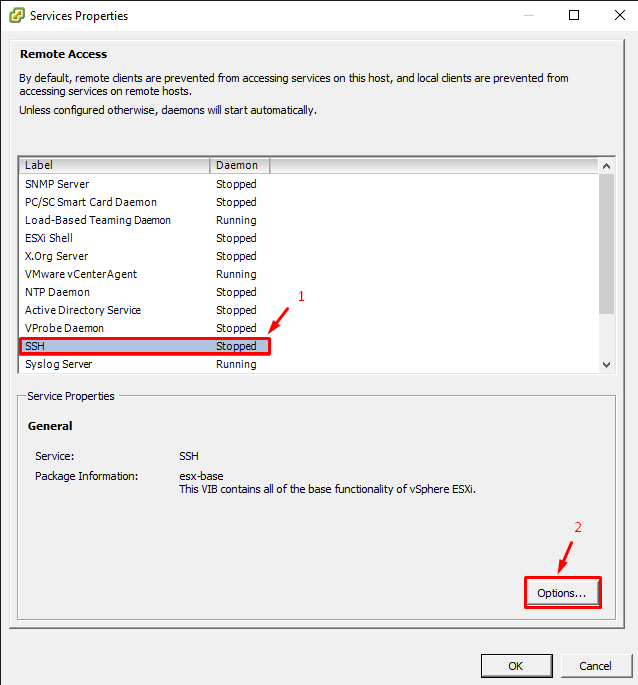 Services Properties
Remote Access
By default, remote clients are prevented from accessing services on this host, and local clients are prevented from
accessing services on remote hosts.
Unless configured otherwise, daemons will start automatically.
Label Daemon
SNMP Server Stopped
PC/SC Smart Card Daemon Stopped
Load-Based Teaming Daemon Running
ESXi Shell Stopped
X.Org Server Stopped
VMware vCenterAgent Running
NTP Daemon Stopped
1
Active Directory Service Stopped
VProbe Daemon Stopped
SSH Stopped
Syslog Server Running
Service Properties
General
Service: SSH
Package Information: esx-base
This VIB contains all of the base functionality of vSphere ESXi.
2
Options...
OK Cancel